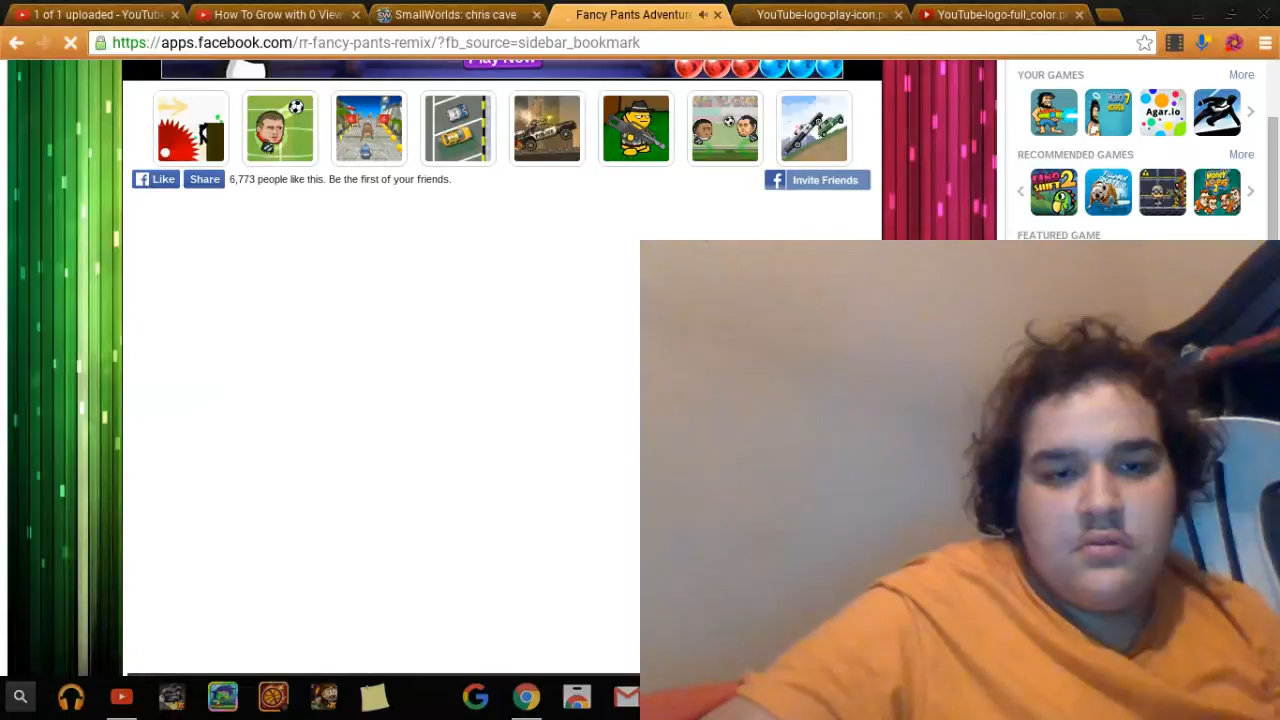 1 of 1 uploaded - YouTube
How To Grow with 0 View
SmallWorlds: chris cave
Fancy Pants Adventur
YouTube-logo-play-icon.p
YouTube-logo-full_color.p
https://apps.facebook.com/rr-fancy-pants-remix/?fb_source=sidebar_bookmark
Play Now
YOUR GAMES More
Agar.io
RECOMMENDED GAMES More
Like Share 6,773 people like this. Be the first of your friends. Invite Friends
FEATURED GAME